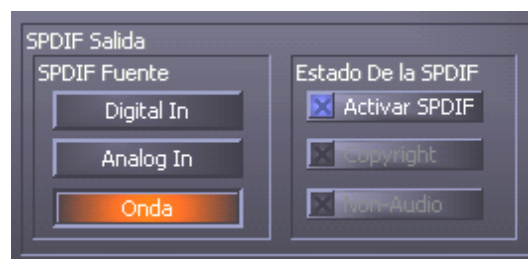 SPDIF Salida
SPDIF Fuente
Digital In
Analog In
Onda
Estado De la SPDIF
Activar SPDIF
Copyright
Non-Audio